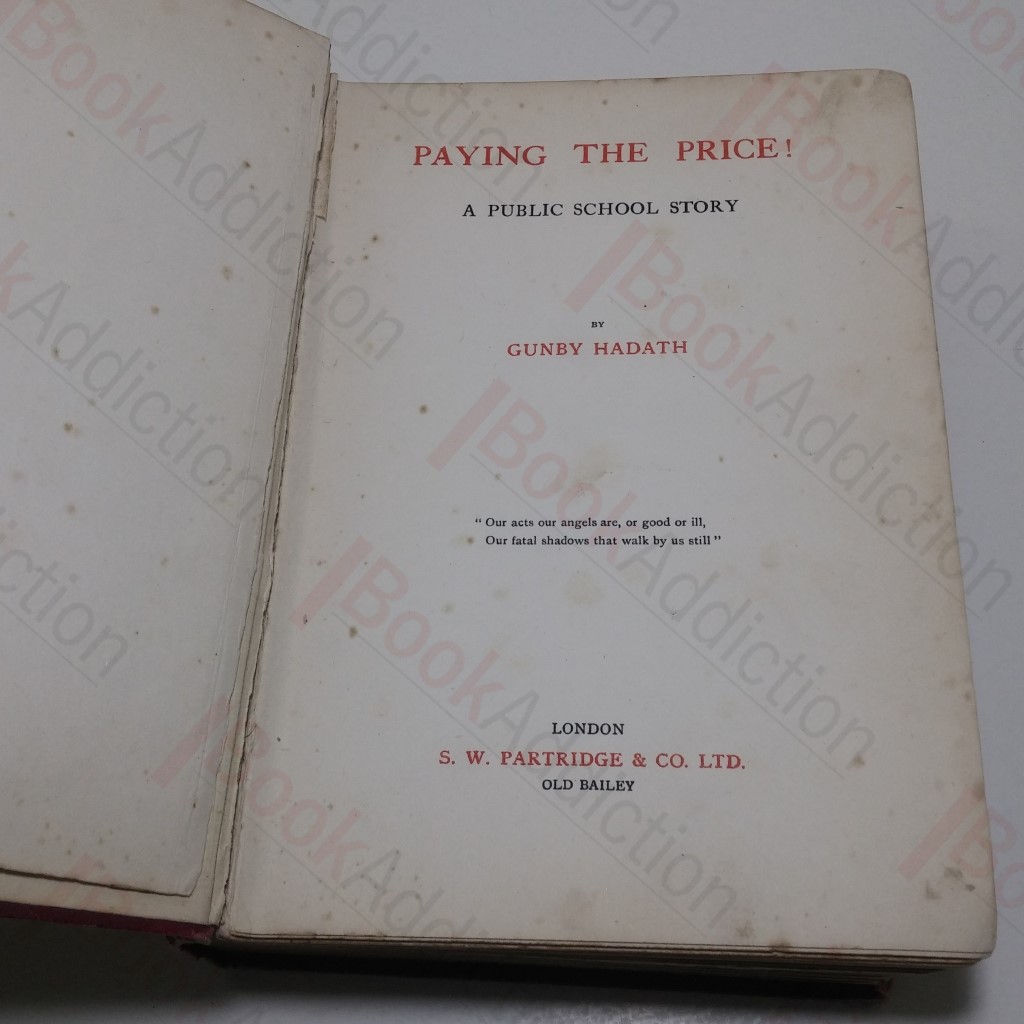 PAYING THE PRICE!
A PUBLIC SCHOOL STORY
BY
GUNBY HADATH
" Our acts our angels are, or good or ill,
Our fatal shadows that walk by us still "
LONDON
S. W. PARTRIDGE & CO. LTD.
OLD BAILEY
BookAddiction